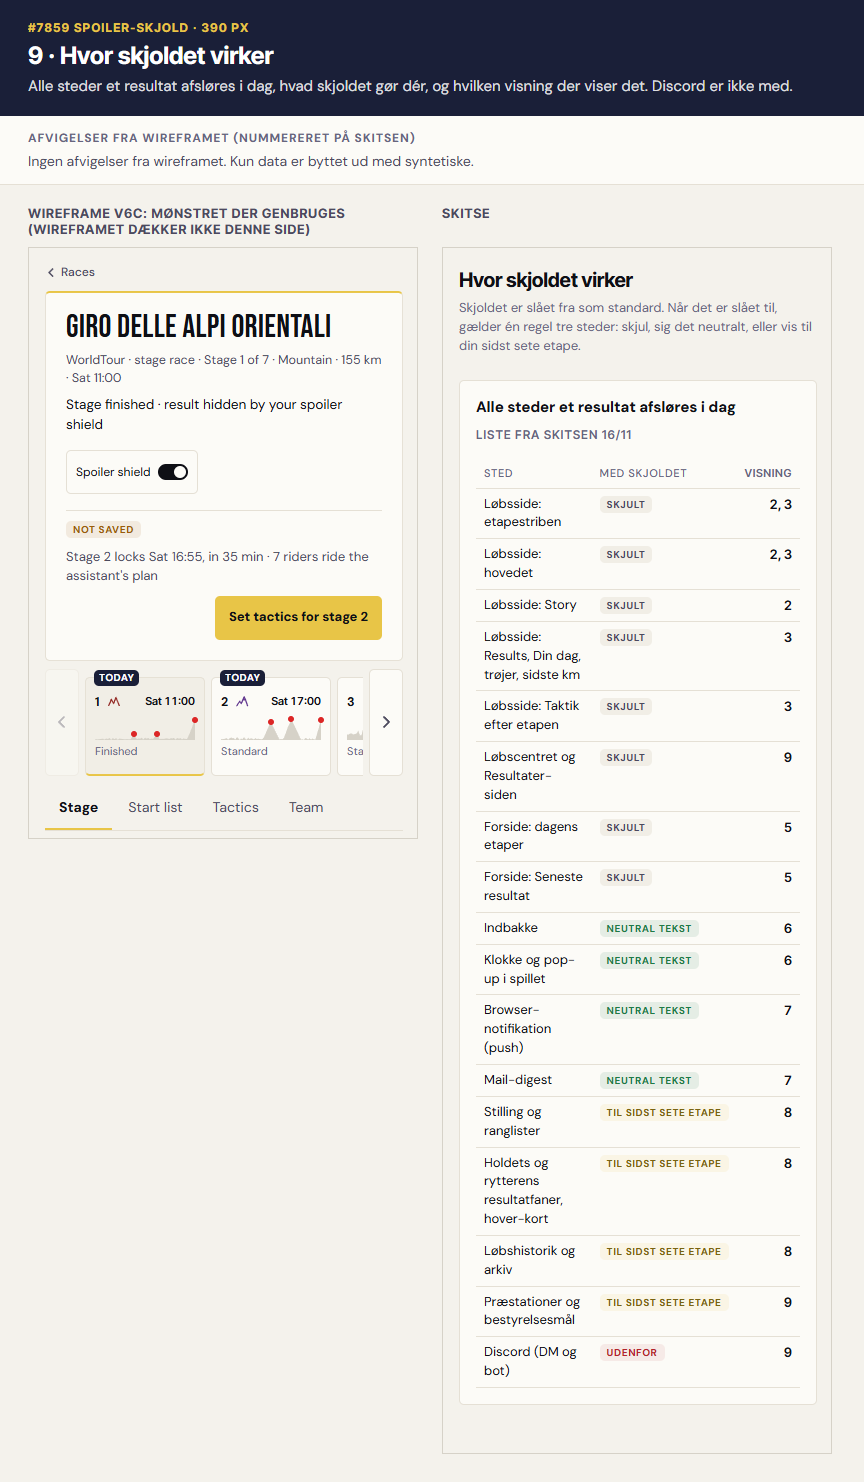 #7859 SPOILER-SKJOLD · 390 PX
9 · Hvor skjoldet virker
Alle steder et resultat afsløres i dag, hvad skjoldet gør dér, og hvilken visning der viser det. Discord er ikke med.
AFVIGELSER FRA WIREFRAMET (NUMMERERET PÅ SKITSEN)
Ingen afvigelser fra wireframet. Kun data er byttet ud med syntetiske.
WIREFRAME V6C: MØNSTRET DER GENBRUGES
(WIREFRAMET DÆKKER IKKE DENNE SIDE)
Races
GIRO DELLE ALPI ORIENTALI
WorldTour · stage race · Stage 1 of 7 · Mountain · 155 km
· Sat 11:00
Stage finished · result hidden by your spoiler
shield
Spoiler shield
NOT SAVED
Stage 2 locks Sat 16:55, in 35 min · 7 riders ride the
assistant's plan
Set tactics for stage 2
TODAY
1 Sat 11:00
Finished
TODAY
2 Sat 17:00
Standard
3
Sta
Stage Start list Tactics Team
SKITSE
Hvor skjoldet virker
Skjoldet er slået fra som standard. Når det er slået til,
gælder én regel tre steder: skjul, sig det neutralt, eller vis til
din sidst sete etape.
Alle steder et resultat afsløres i dag
LISTE FRA SKITSEN 16/11
STED MED SKJOLDET VISNING
Løbsside: SKJULT 2, 3
etapestriben
Løbsside: SKJULT 2, 3
hovedet
Løbsside: Story SKJULT 2
Løbsside: SKJULT 3
Results, Din dag,
trøjer, sidste km
Løbsside: Taktik SKJULT 3
efter etapen
Løbscentret og SKJULT 9
Resultater-
siden
Forside: dagens SKJULT 5
etaper
Forside: Seneste SKJULT 5
resultat
Indbakke NEUTRAL TEKST 6
Klokke og pop- NEUTRAL TEKST 6
up i spillet
Browser- NEUTRAL TEKST 7
notifikation
(push)
Mail-digest NEUTRAL TEKST 7
Stilling og TIL SIDST SETE ETAPE 8
ranglister
Holdets og TIL SIDST SETE ETAPE 8
rytterens
resultatfaner,
hover-kort
Løbshistorik og TIL SIDST SETE ETAPE 8
arkiv
Præstationer og TIL SIDST SETE ETAPE 9
bestyrelsesmål
Discord (DM og UDENFOR 9
bot)